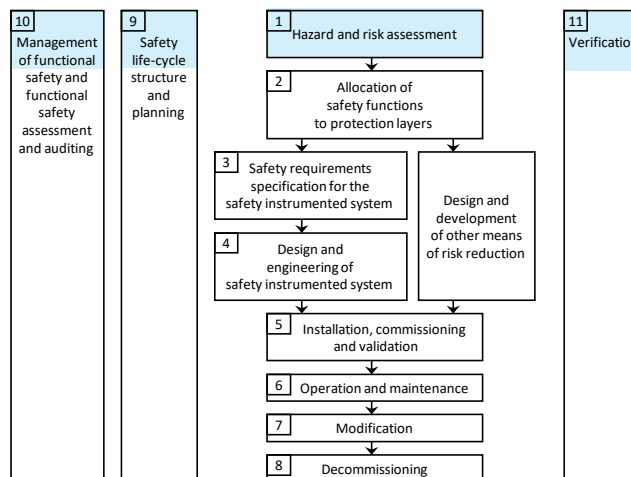 10
Management
of functional
safety and
functional
safety
assessment
and auditing
9
Safety
life-cycle
structure
and
planning
1
Hazard and risk assessment
2
Allocation of
safety functions
to protection layers
3
Safety requirements
specification for the
safety instrumented system
4
Design and
engineering of
safety instrumented system
Design and
development
of other means
of risk reduction
5
Installation, commissioning
and validation
6
Operation and maintenance
7
Modification
8
Decommissioning
11
Verificatio